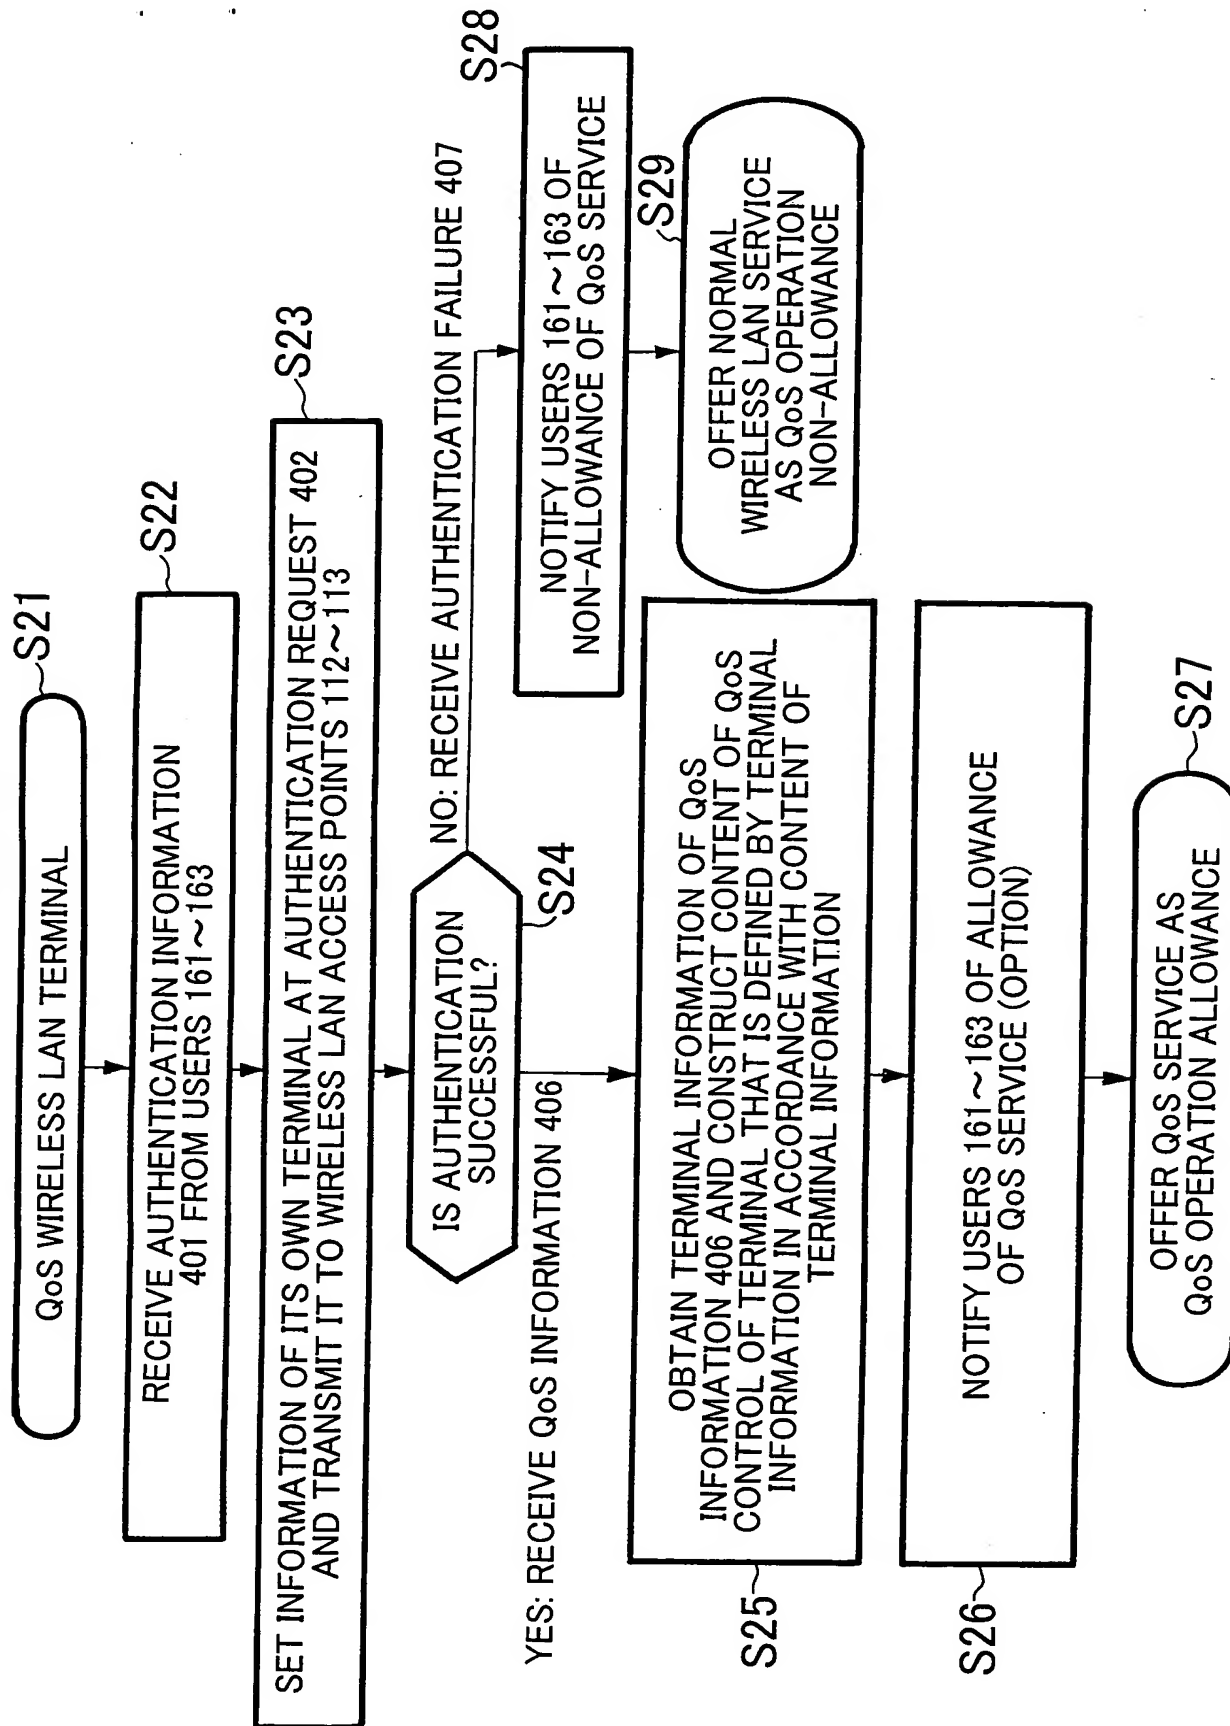 QoS WIRELESS LAN TERMINAL
S21
RECEIVE AUTHENTICATION INFORMATION
401 FROM USERS 161~163
S22
SET INFORMATION OF ITS OWN TERMINAL AT AUTHENTICATION REQUEST 402
AND TRANSMIT IT TO WIRELESS LAN ACCESS POINTS 112~113
S23
IS AUTHENTICATION
SUCCESSFUL?
S24
NO: RECEIVE AUTHENTICATION FAILURE 407
YES: RECEIVE QoS INFORMATION 406
NOTIFY USERS 161~163 OF
NON-ALLOWANCE OF QoS SERVICE
S28
OFFER NORMAL
WIRELESS LAN SERVICE
AS QoS OPERATION
NON-ALLOWANCE
S29
OBTAIN TERMINAL INFORMATION OF QoS
INFORMATION 406 AND CONSTRUCT CONTENT OF QoS
CONTROL OF TERMINAL THAT IS DEFINED BY TERMINAL
INFORMATION IN ACCORDANCE WITH CONTENT OF
TERMINAL INFORMATION
S25
NOTIFY USERS 161~163 OF ALLOWANCE
OF QoS SERVICE (OPTION)
S26
OFFER QoS SERVICE AS
QoS OPERATION ALLOWANCE
S27